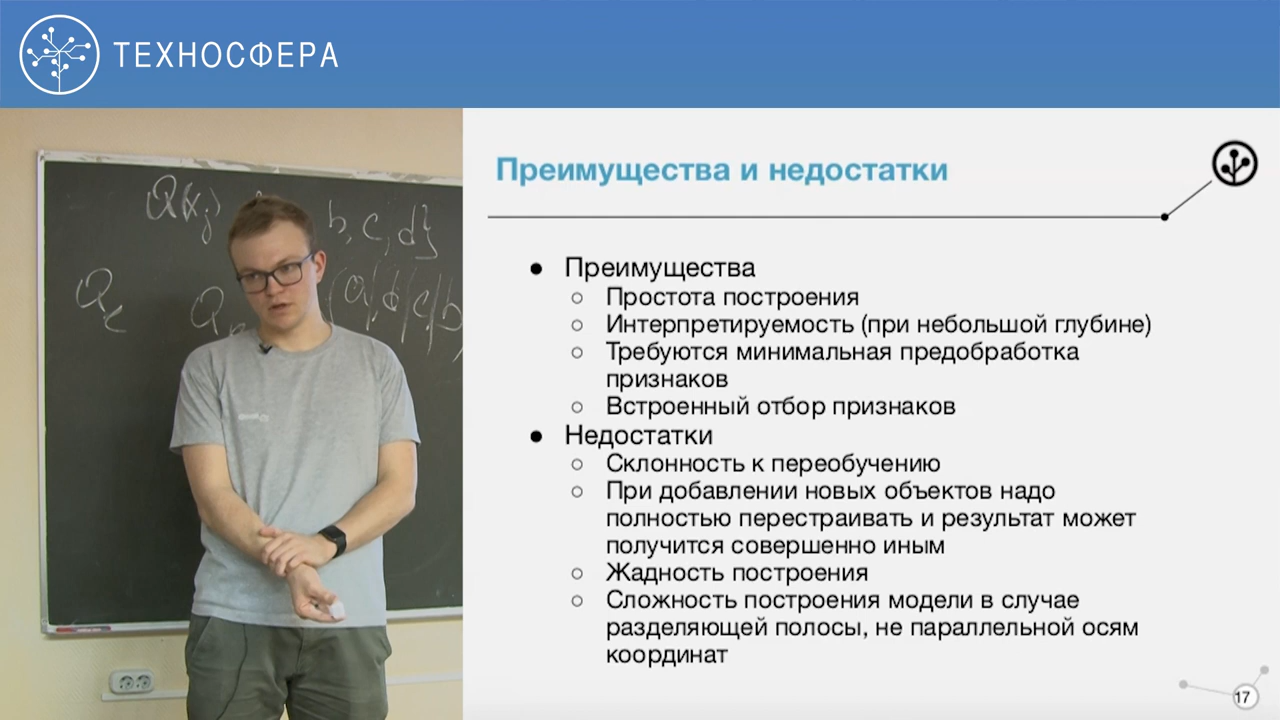 ТЕХНОСФЕРА
Q(x_j)
b, c, d}
Q
Преимущества и недостатки
● Преимущества
○ Простота построения
○ Интерпретируемость (при небольшой глубине)
○ Требуются минимальная предобработка
признаков
○ Встроенный отбор признаков
● Недостатки
○ Склонность к переобучению
○ При добавлении новых объектов надо
полностью перестраивать и результат может
получится совершенно иным
○ Жадность построения
○ Сложность построения модели в случае
разделяющей полосы, не параллельной осям
координат
17